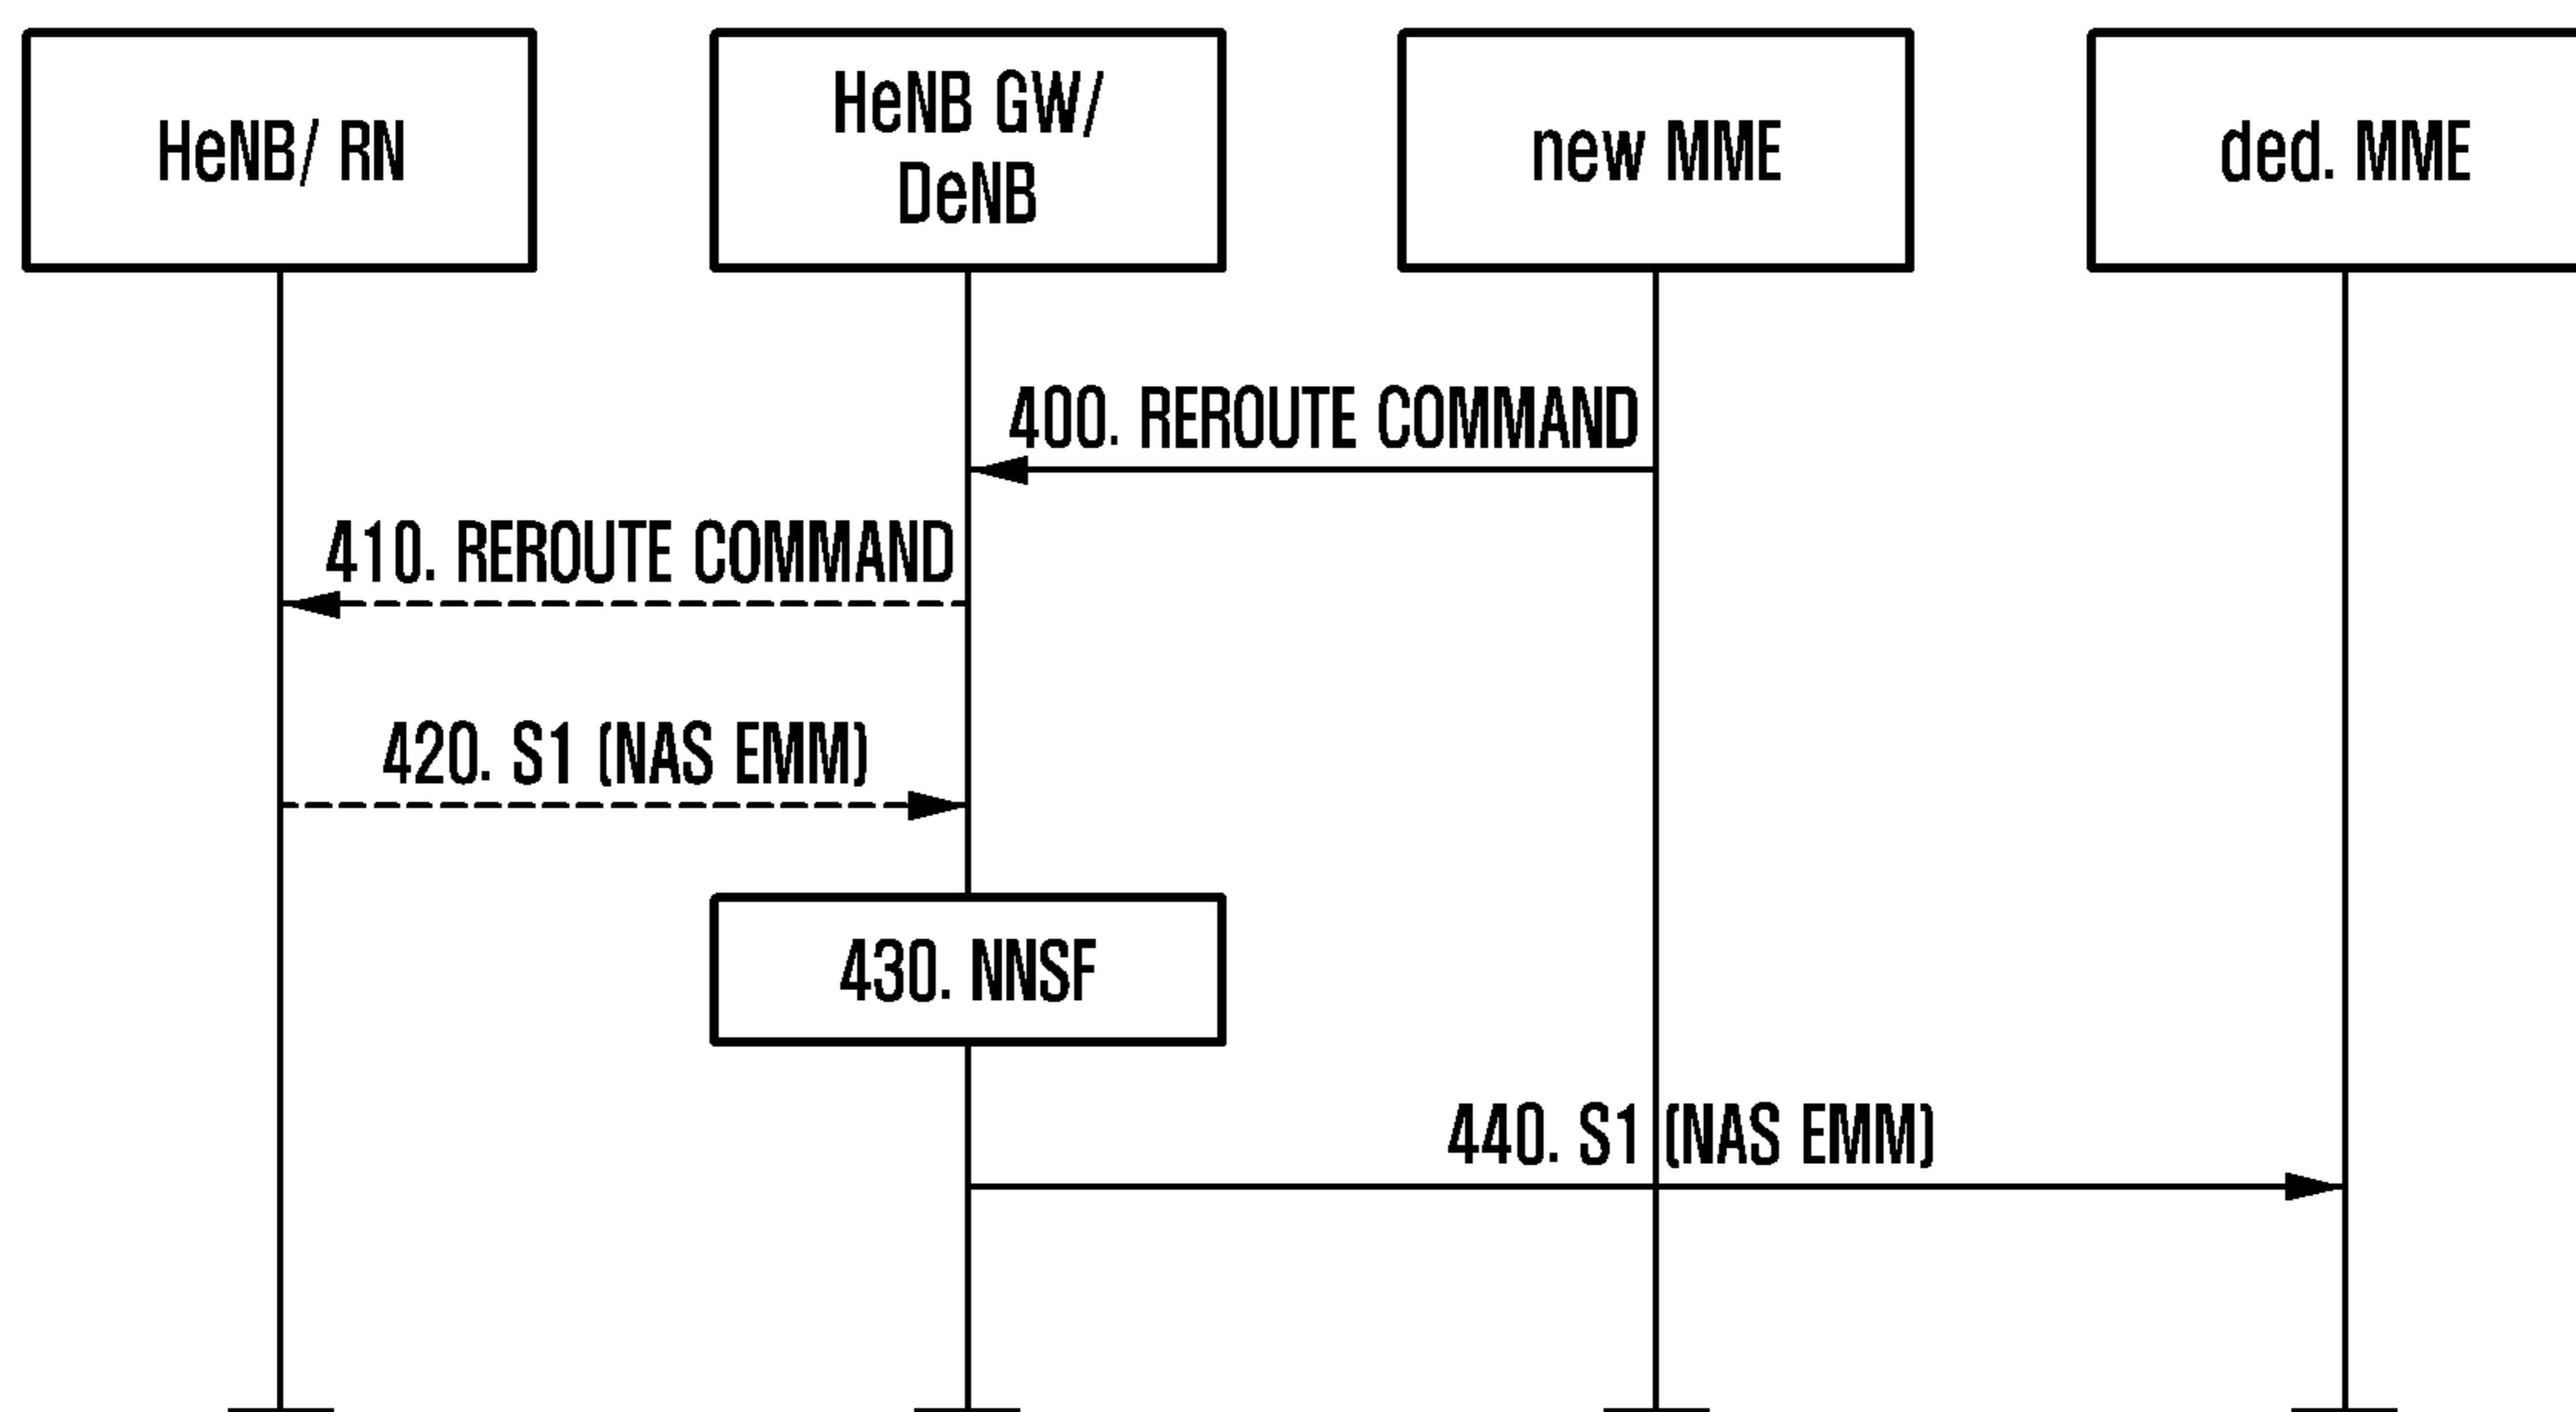 HeNB/ RN
HeNB GW/
DeNB
new MME
ded. MME
400. REROUTE COMMAND
410. REROUTE COMMAND
420. S1 (NAS EMM)
430. NNSF
440. S1 (NAS EMM)